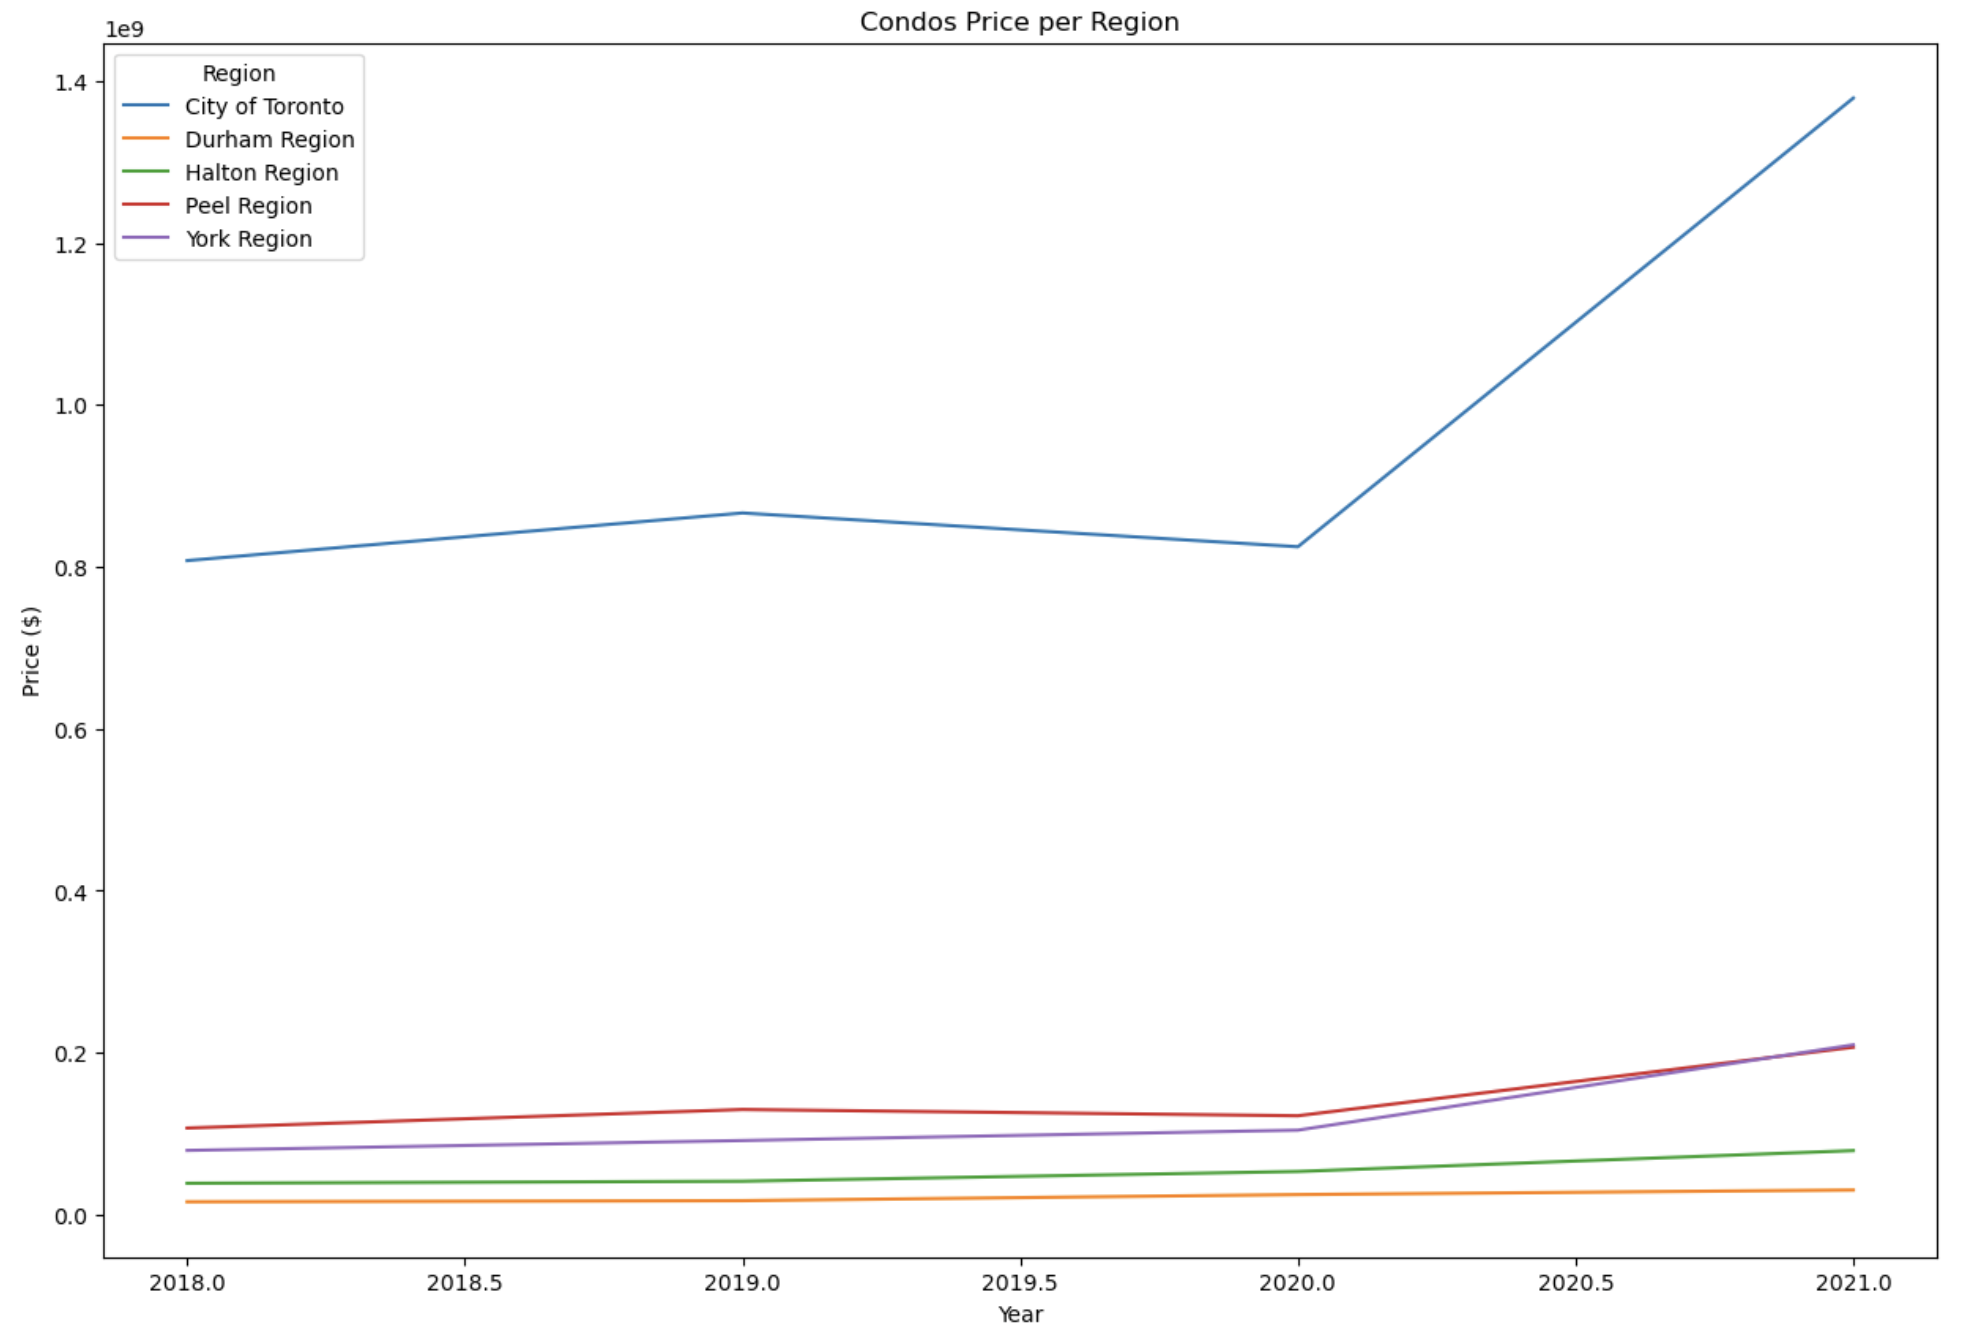 Condos Price per Region
1e9
Region
City of Toronto
Durham Region
Halton Region
Peel Region
York Region
1.4
1.2
1.0
0.8
0.6
0.4
0.2
0.0
Price ($)
2018.0 2018.5 2019.0 2019.5 2020.0 2020.5 2021.0
Year